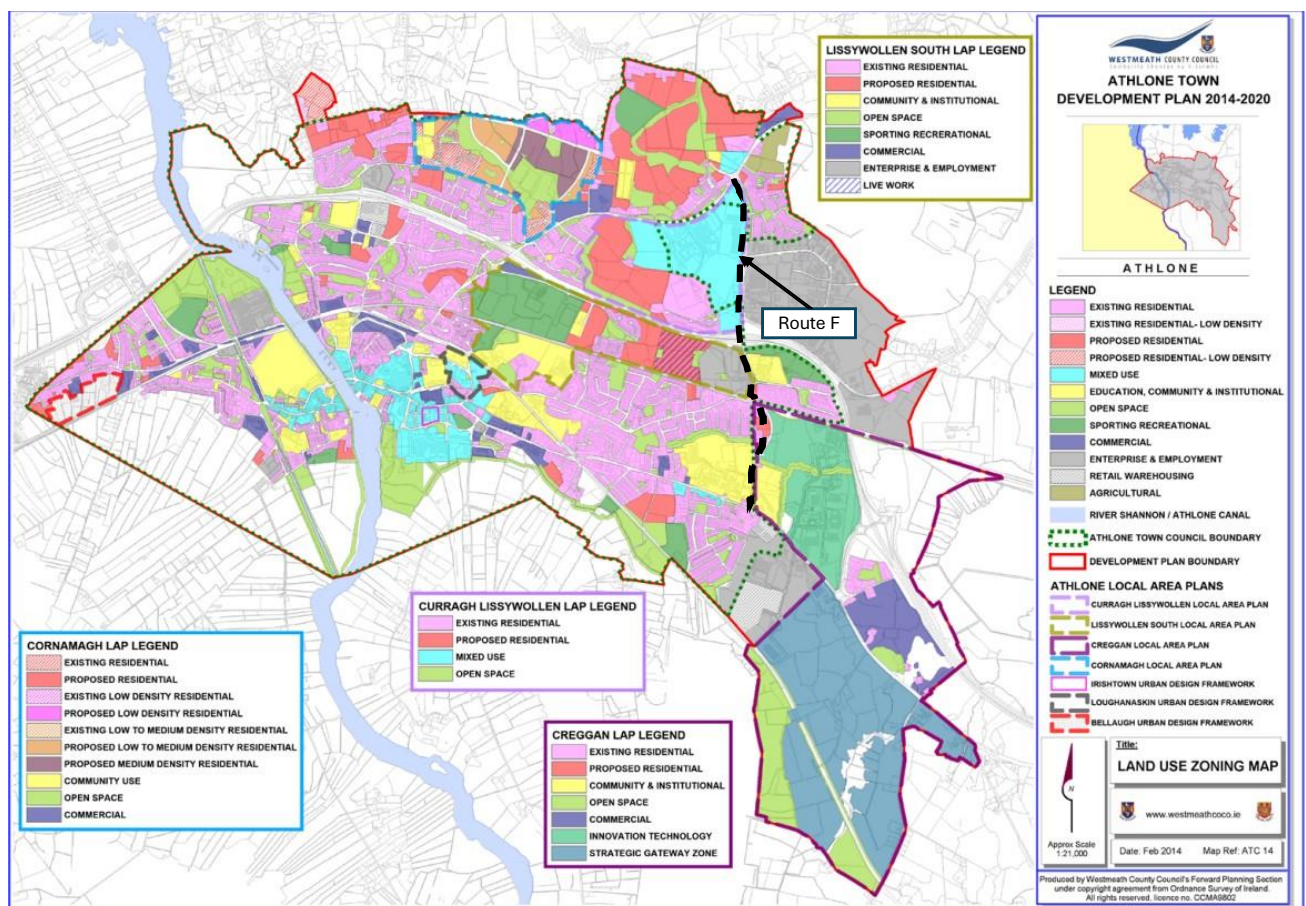 LISSYWOLLEN SOUTH LAP LEGEND
EXISTING RESIDENTIAL
PROPOSED RESIDENTIAL
COMMUNITY & INSTITUTIONAL
OPEN SPACE
SPORTING RECRERATIONAL
COMMERCIAL
ENTERPRISE & EMPLOYMENT
LIVE WORK
Route F
CURRAGH LISSYWOLLEN LAP LEGEND
EXISTING RESIDENTIAL
PROPOSED RESIDENTIAL
MIXED USE
OPEN SPACE
CORNAMAGH LAP LEGEND
EXISTING RESIDENTIAL
PROPOSED RESIDENTIAL
EXISTING LOW DENSITY RESIDENTIAL
PROPOSED LOW DENSITY RESIDENTIAL
EXISTING LOW TO MEDIUM DENSITY RESIDENTIAL
PROPOSED LOW TO MEDIUM DENSITY RESIDENTIAL
PROPOSED MEDIUM DENSITY RESIDENTIAL
COMMUNITY USE
OPEN SPACE
COMMERCIAL
CREGGAN LAP LEGEND
EXISTING RESIDENTIAL
PROPOSED RESIDENTIAL
COMMUNITY & INSTITUTIONAL
OPEN SPACE
COMMERCIAL
INNOVATION TECHNOLOGY
STRATEGIC GATEWAY ZONE
WESTMEATH COUNTY COUNCIL
ATHLONE TOWN
DEVELOPMENT PLAN 2014-2020
ATHLONE
LEGEND
EXISTING RESIDENTIAL
EXISTING RESIDENTIAL- LOW DENSITY
PROPOSED RESIDENTIAL
PROPOSED RESIDENTIAL- LOW DENSITY
MIXED USE
EDUCATION, COMMUNITY & INSTITUTIONAL
OPEN SPACE
SPORTING RECREATIONAL
COMMERCIAL
ENTERPRISE & EMPLOYMENT
RETAIL WAREHOUSING
AGRICULTURAL
RIVER SHANNON / ATHLONE CANAL
ATHLONE TOWN COUNCIL BOUNDARY
DEVELOPMENT PLAN BOUNDARY
ATHLONE LOCAL AREA PLANS
CURRAGH LISSYWOLLEN LOCAL AREA PLAN
LISSYWOLLEN SOUTH LOCAL AREA PLAN
CREGGAN LOCAL AREA PLAN
CORNAMAGH LOCAL AREA PLAN
IRISHTOWN URBAN DESIGN FRAMEWORK
LOUGHANASKIN URBAN DESIGN FRAMEWORK
BELLAUGH URBAN DESIGN FRAMEWORK
N
Approx Scale
1:21,000
Title:
LAND USE ZONING MAP
www.westmeathcoco.ie
Date: Feb 2014 Map Ref: ATC 14
Produced by Westmeath County Council's Forward Planning Section
under copyright agreement from Ordnance Survey of Ireland.
All rights reserved. licence no. CCMA9802